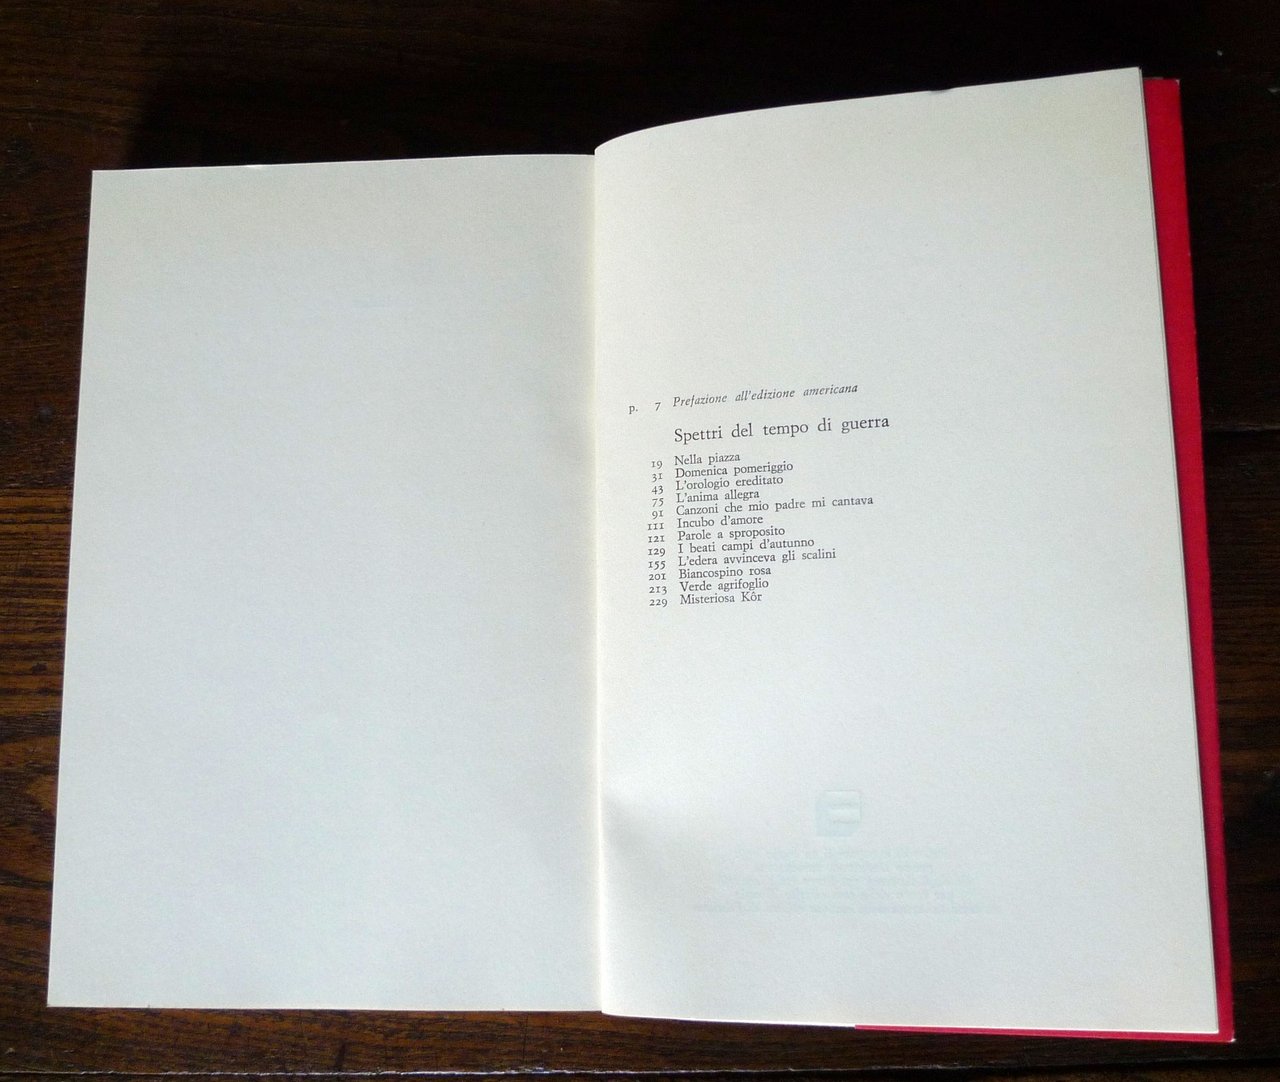 p. 7 Prefazione all'edizione americana
Spettri del tempo di guerra
19 Nella piazza
31 Domenica pomeriggio
43 L'orologio ereditato
75 L'anima allegra
91 Canzoni che mio padre mi cantava
111 Incubo d'amore
121 Parole a sproposito
129 I beati campi d'autunno
155 L'edera avvinceva gli scalini
201 Biancospino rosa
213 Verde agrifoglio
229 Misteriosa Kôr